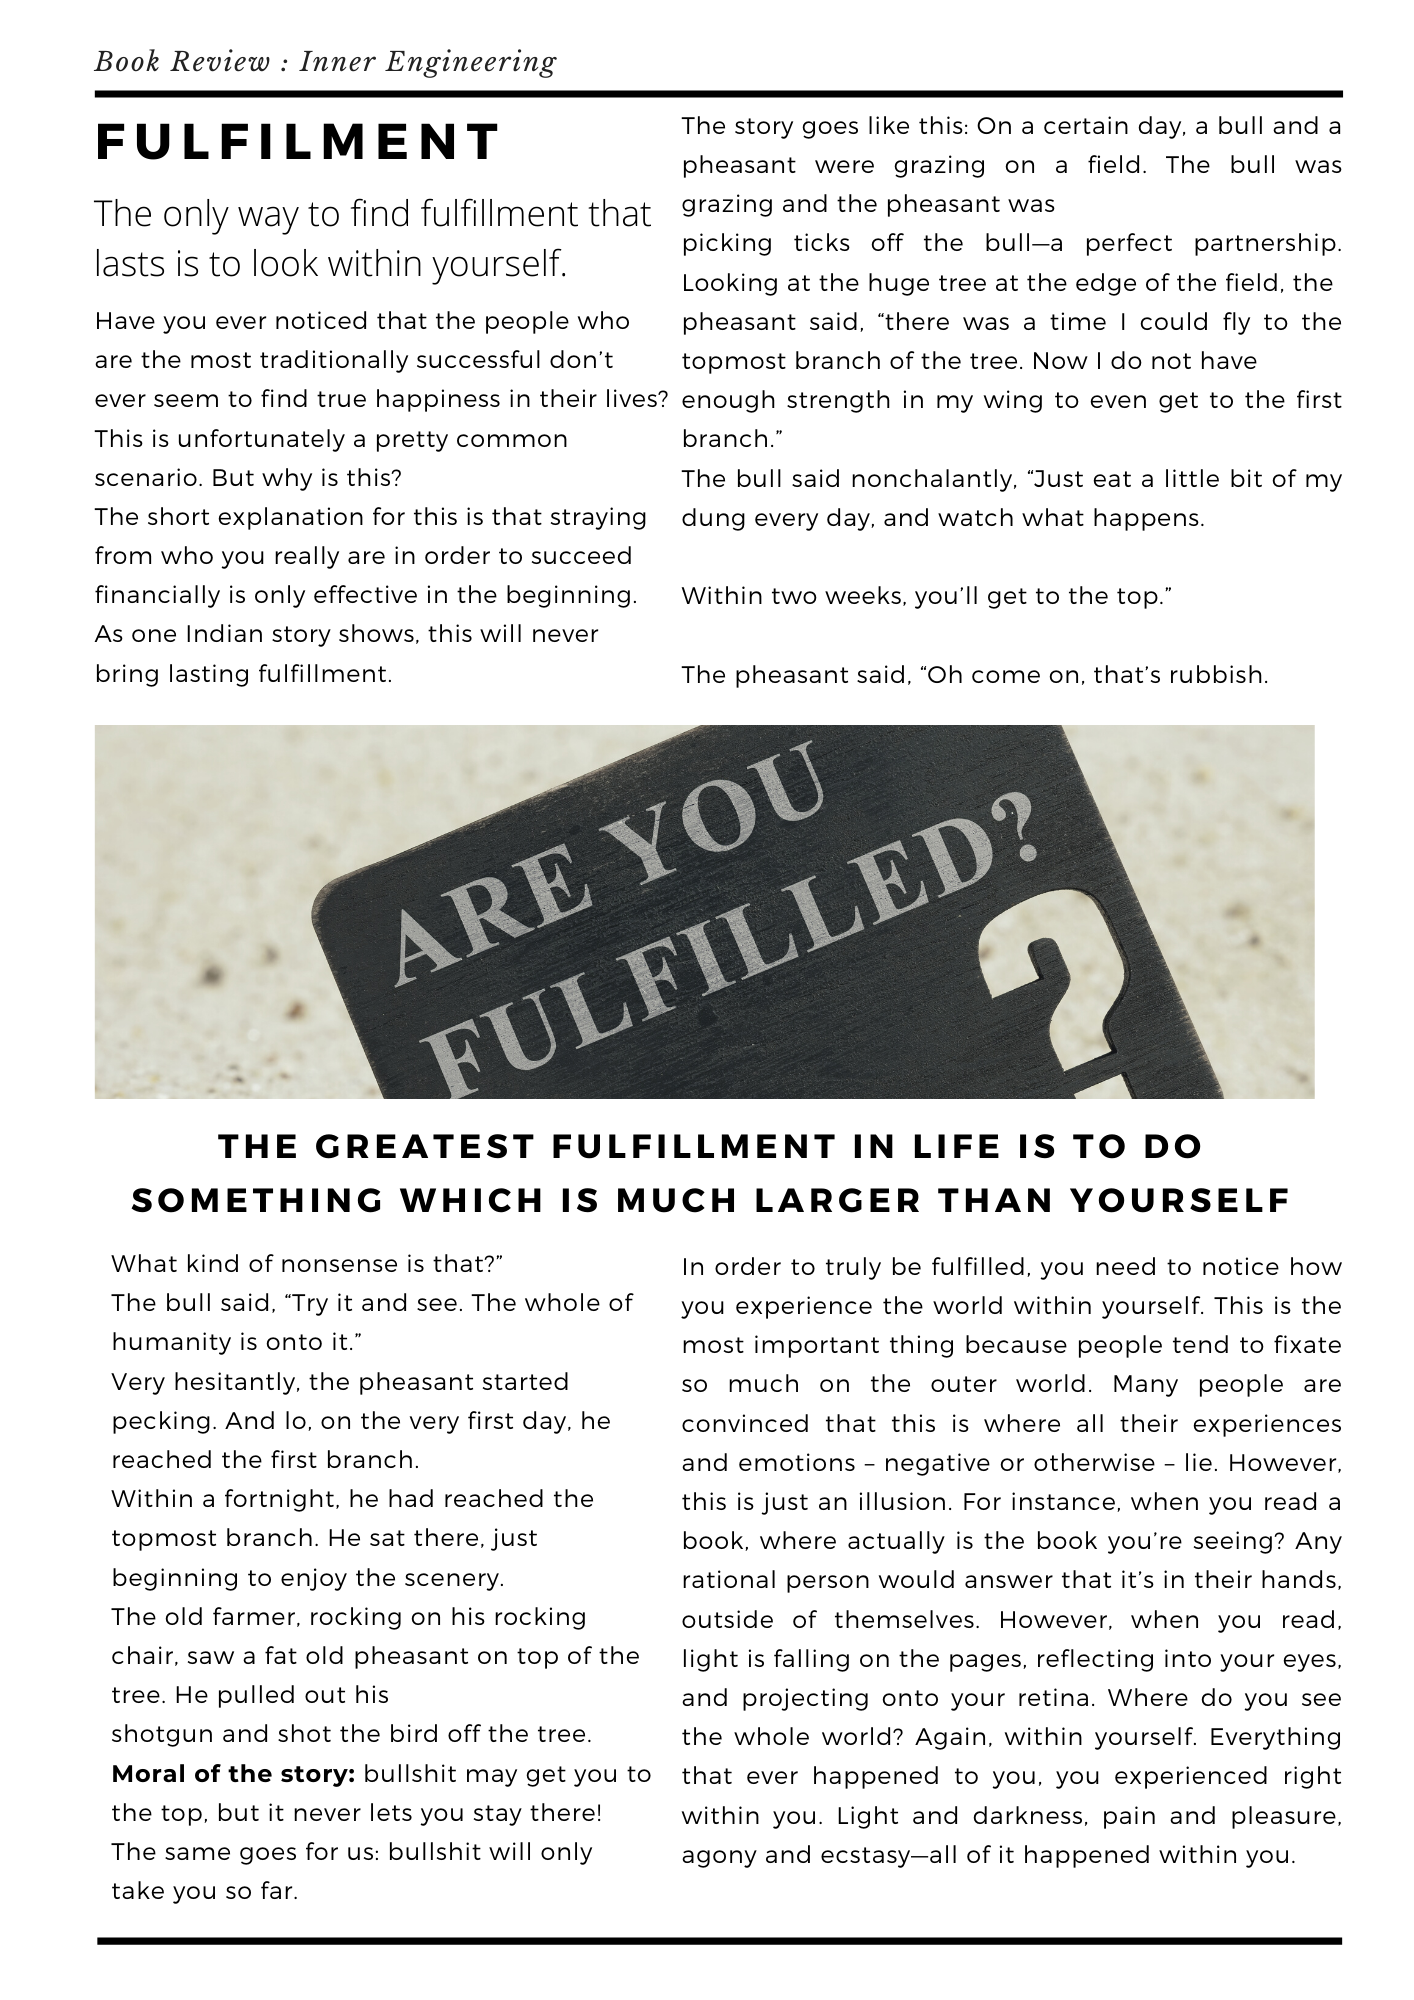 Book Review : Inner Engineering
FULFILMENT
The only way to find fulfillment that
lasts is to look within yourself.
Have you ever noticed that the people who
are the most traditionally successful don’t
ever seem to find true happiness in their lives?
This is unfortunately a pretty common
scenario. But why is this?
The short explanation for this is that straying
from who you really are in order to succeed
financially is only effective in the beginning.
As one Indian story shows, this will never
bring lasting fulfillment.
The story goes like this: On a certain day, a bull and a
pheasant were grazing on a field. The bull was
grazing and the pheasant was
picking ticks off the bull—a perfect partnership.
Looking at the huge tree at the edge of the field, the
pheasant said, “there was a time I could fly to the
topmost branch of the tree. Now I do not have
enough strength in my wing to even get to the first
branch.”
The bull said nonchalantly, “Just eat a little bit of my
dung every day, and watch what happens.
Within two weeks, you’ll get to the top.”
The pheasant said, “Oh come on, that’s rubbish.
ARE YOU
FULFILLED?
THE GREATEST FULFILLMENT IN LIFE IS TO DO
SOMETHING WHICH IS MUCH LARGER THAN YOURSELF
What kind of nonsense is that?”
The bull said, “Try it and see. The whole of
humanity is onto it.”
Very hesitantly, the pheasant started
pecking. And lo, on the very first day, he
reached the first branch.
Within a fortnight, he had reached the
topmost branch. He sat there, just
beginning to enjoy the scenery.
The old farmer, rocking on his rocking
chair, saw a fat old pheasant on top of the
tree. He pulled out his
shotgun and shot the bird off the tree.
Moral of the story: bullshit may get you to
the top, but it never lets you stay there!
The same goes for us: bullshit will only
take you so far.
In order to truly be fulfilled, you need to notice how
you experience the world within yourself. This is the
most important thing because people tend to fixate
so much on the outer world. Many people are
convinced that this is where all their experiences
and emotions – negative or otherwise – lie. However,
this is just an illusion. For instance, when you read a
book, where actually is the book you’re seeing? Any
rational person would answer that it’s in their hands,
outside of themselves. However, when you read,
light is falling on the pages, reflecting into your eyes,
and projecting onto your retina. Where do you see
the whole world? Again, within yourself. Everything
that ever happened to you, you experienced right
within you. Light and darkness, pain and pleasure,
agony and ecstasy—all of it happened within you.